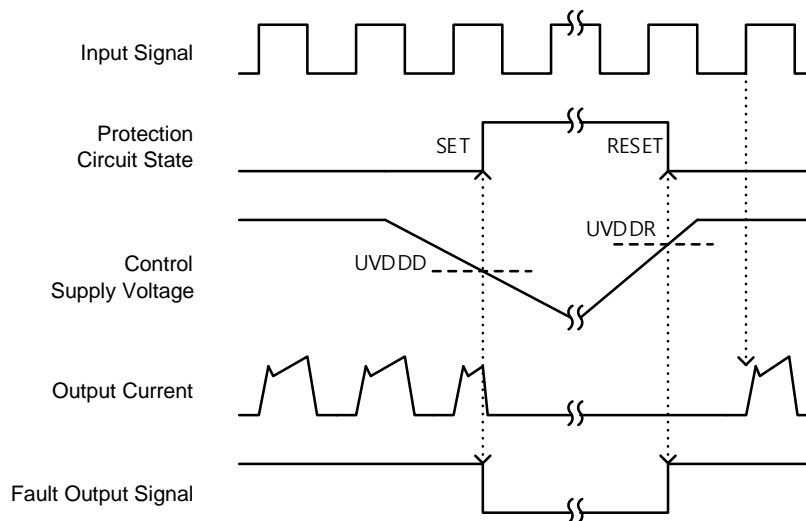 Input Signal
Protection
Circuit State
SET
RESET
Control
Supply Voltage
UVDDD
UVDDR
Output Current
Fault Output Signal